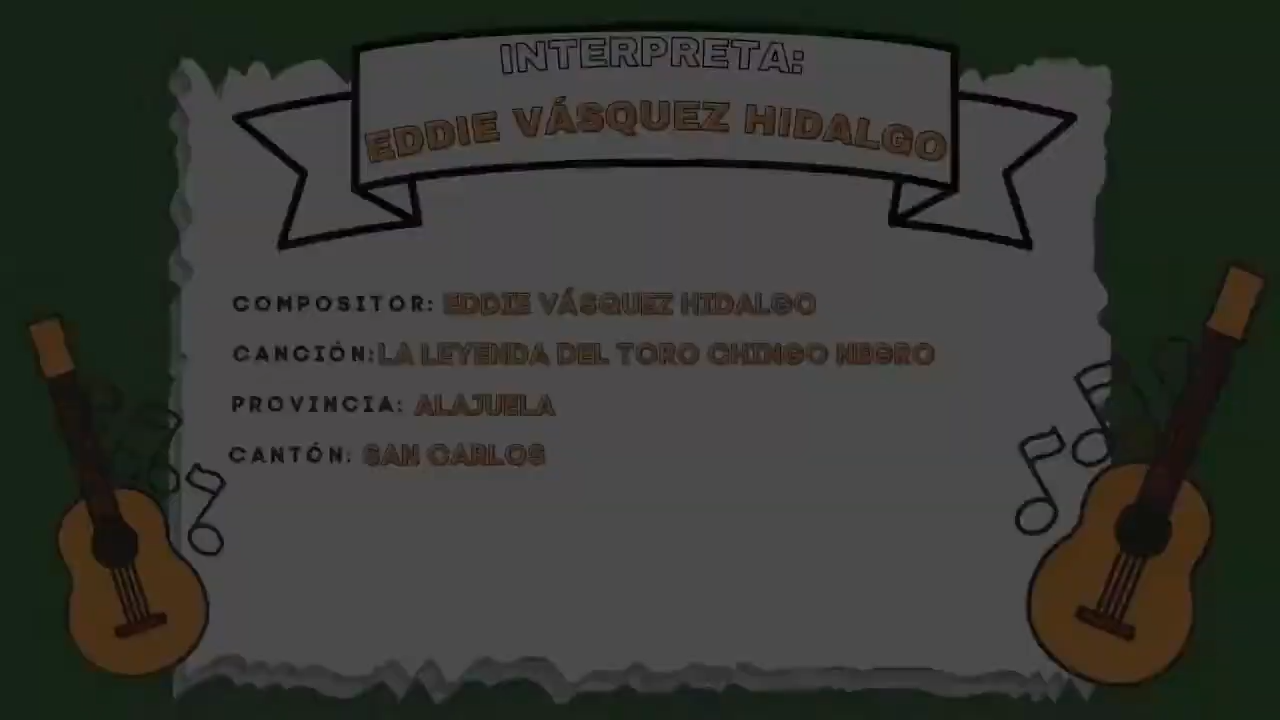 INTERPRETA:
EDDIE VÁSQUEZ HIDALGO
COMPOSITOR: EDDIE VÁSQUEZ HIDALGO
CANCIÓN:LA LEYENDA DEL TORO CHINGO NEGRO
PROVINCIA: ALAJUELA
CANTÓN: SAN CARLOS